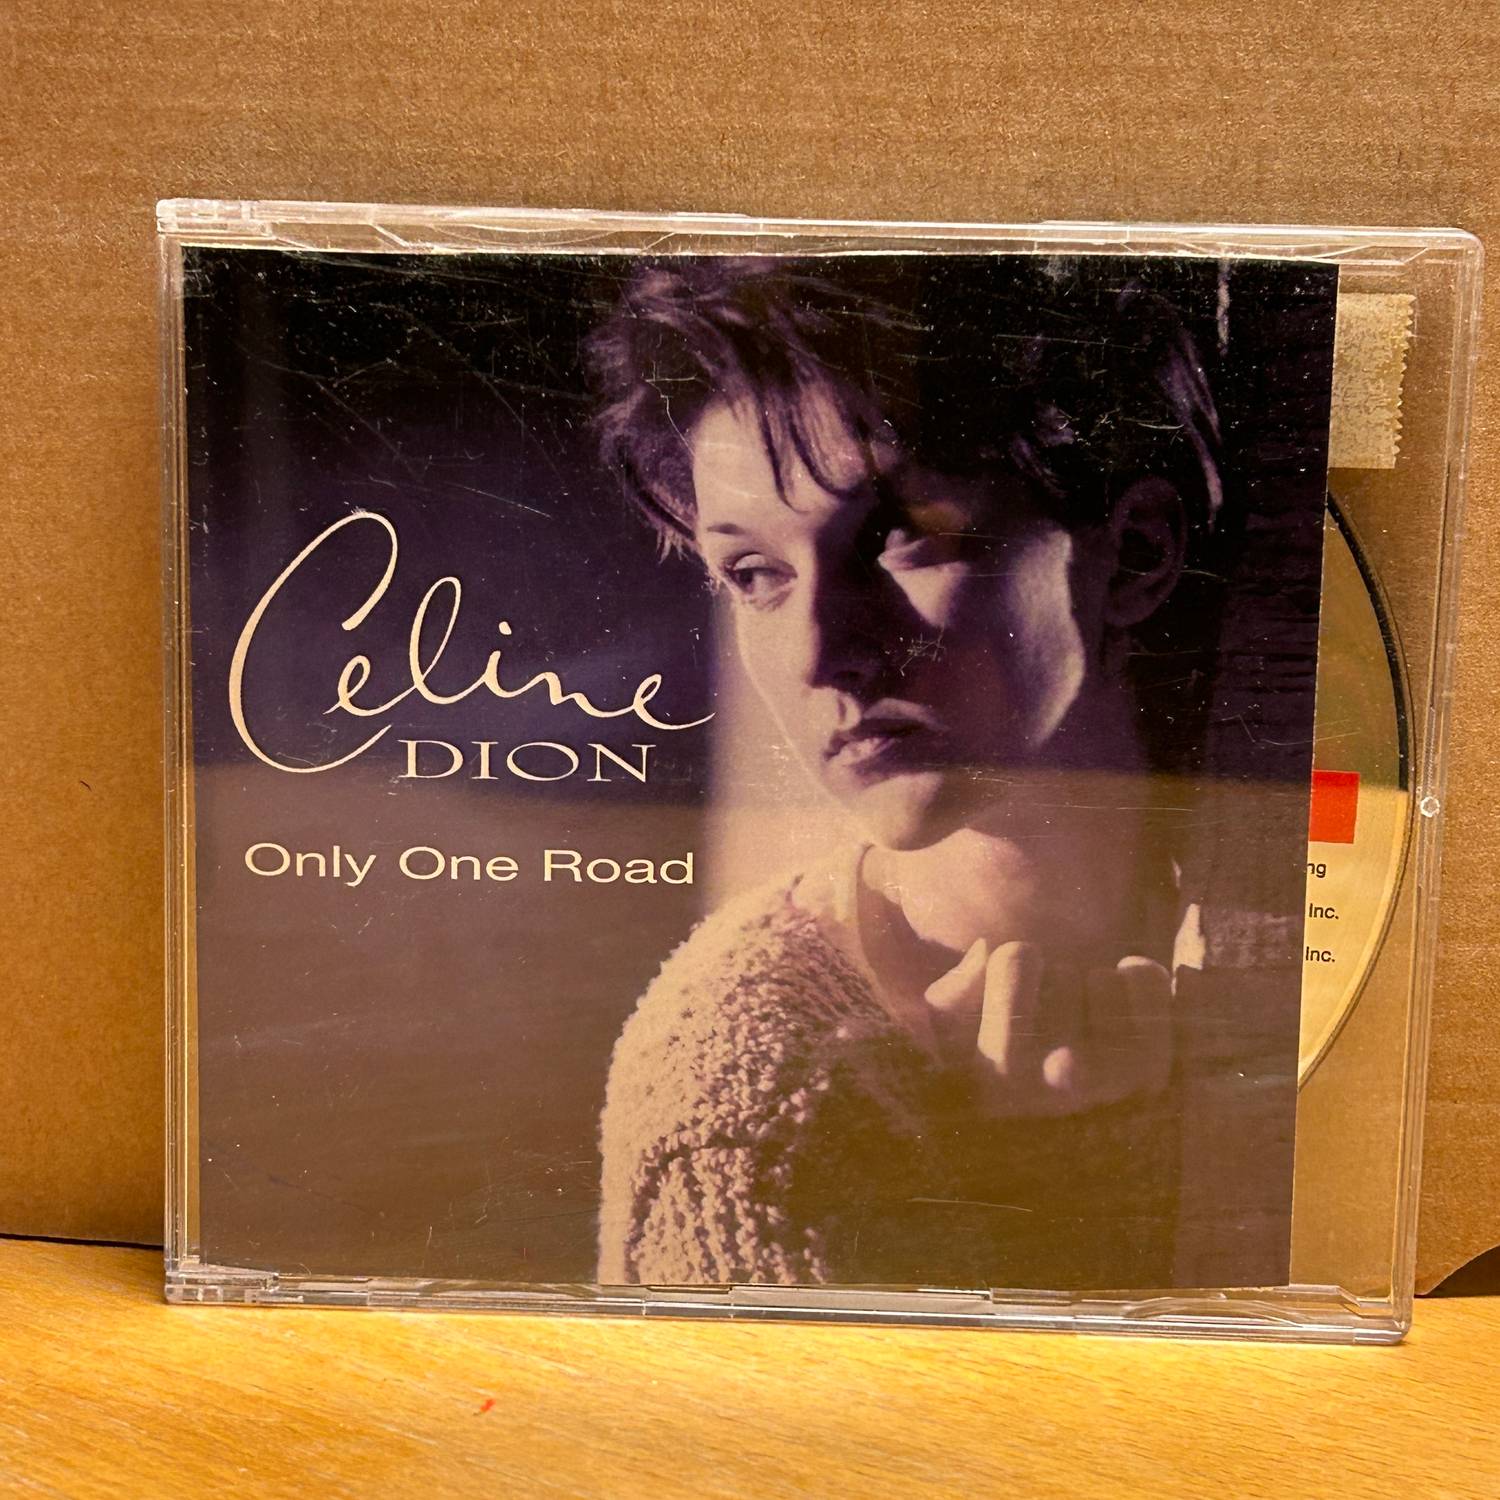 Celine
DION
Only One Road
Inc.
Inc.